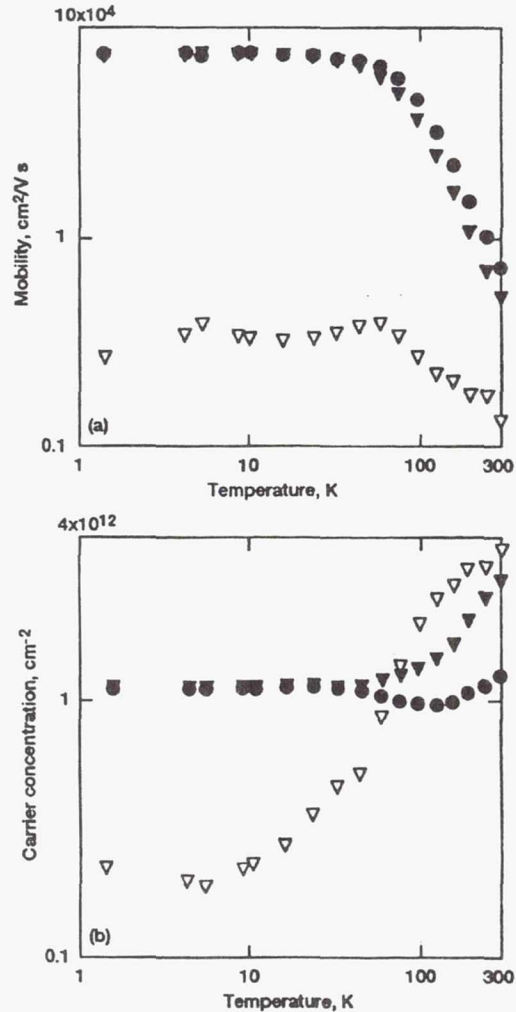 10x10⁴
1
0.1
Mobility, cm²/V s
(a)
1
10
100
300
Temperature, K
4x10¹²
1
0.1
Carrier concentration, cm⁻²
(b)
1
10
100
300
Temperature, K